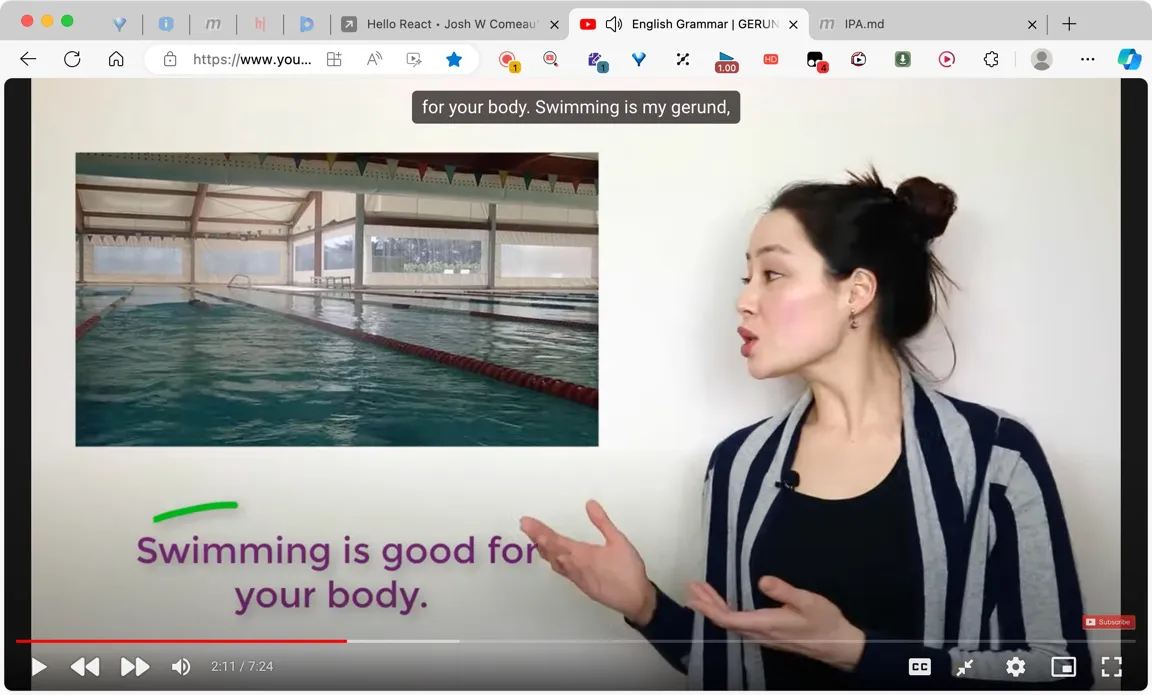 Hello React • Josh W Comeau
English Grammar | GERUN
IPA.md
https://www.you...
1
1
1.00
HD
4
for your body. Swimming is my gerund,
Swimming is good for
your body.
Subscribe
2:11 / 7:24
CC